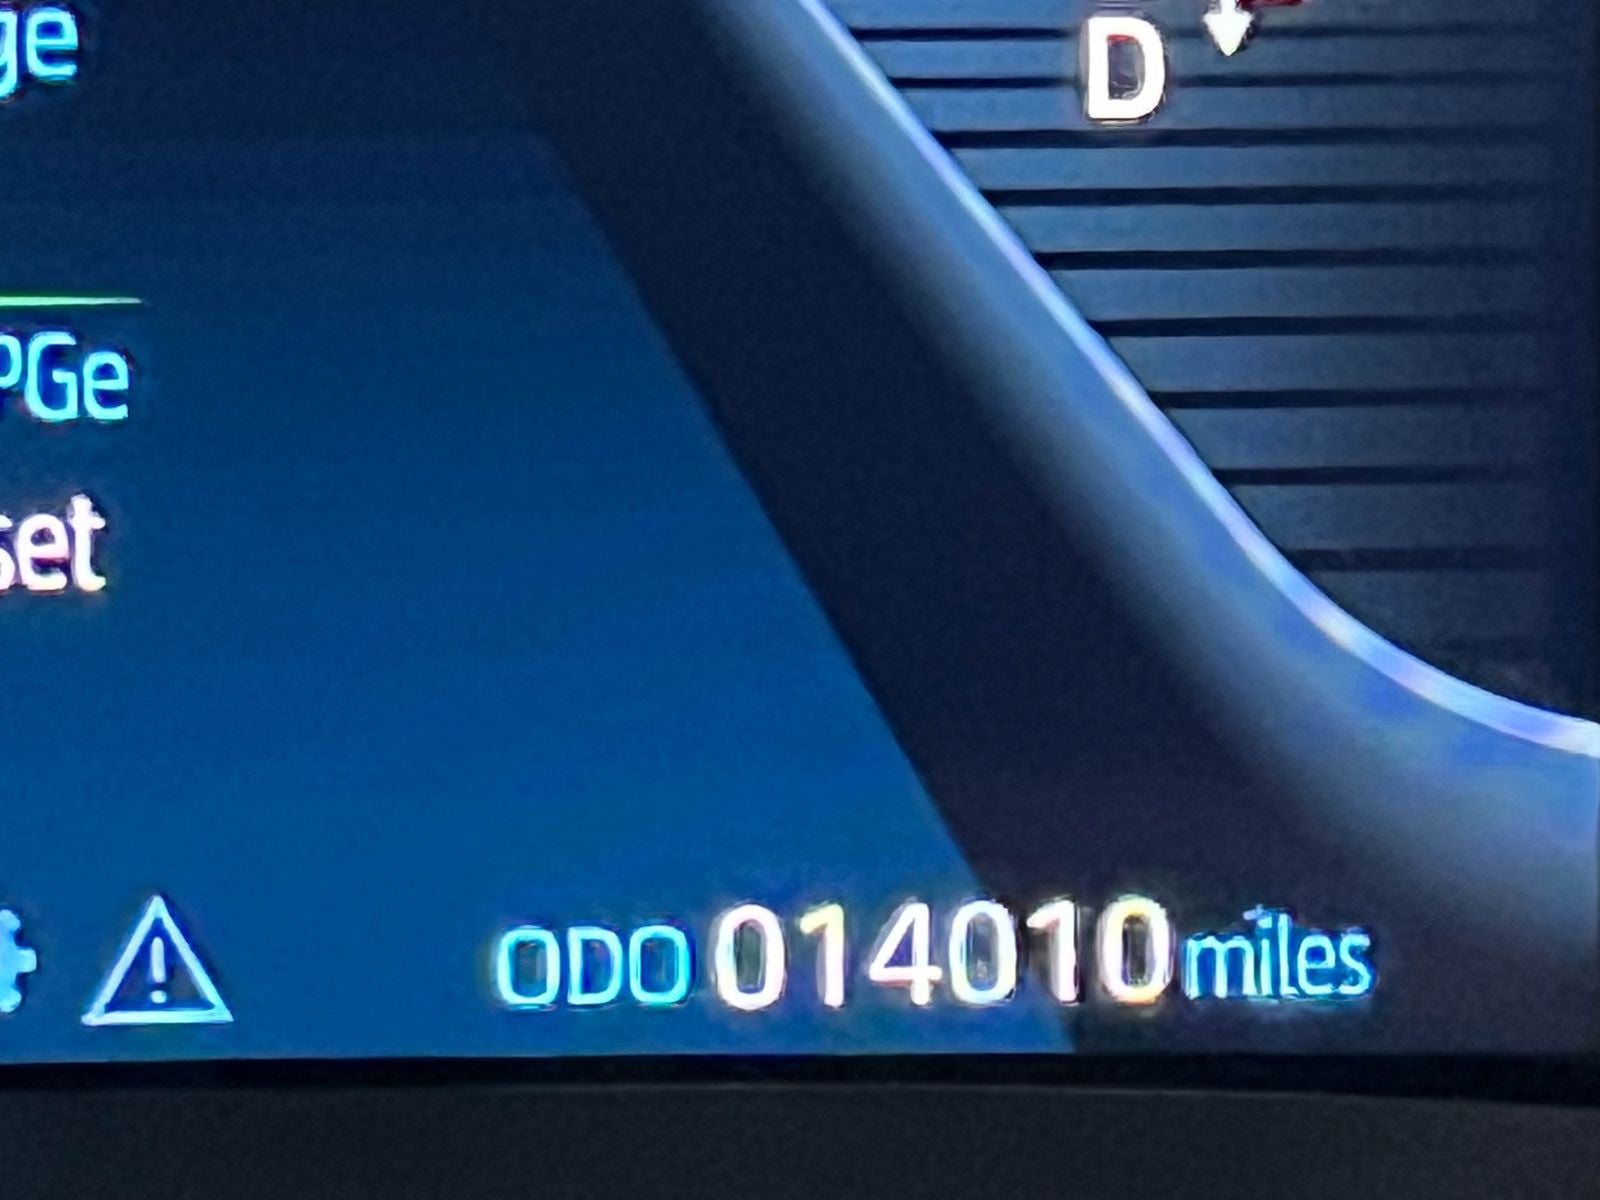 ge
D
PGe
set
ODO 014010 miles